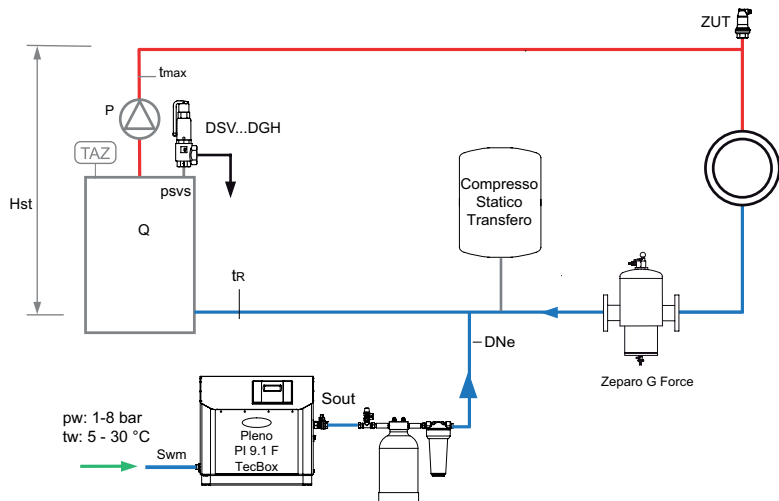 ZUT
tmax
P
DSV...DGH
TAZ
psvs
Compresso
Statico
Transfero
Hst
Q
tR
DNe
Zeparo G Force
Sout
pw: 1-8 bar
tw: 5 - 30 °C
Pleno
PI 9.1 F
TecBox
Swm